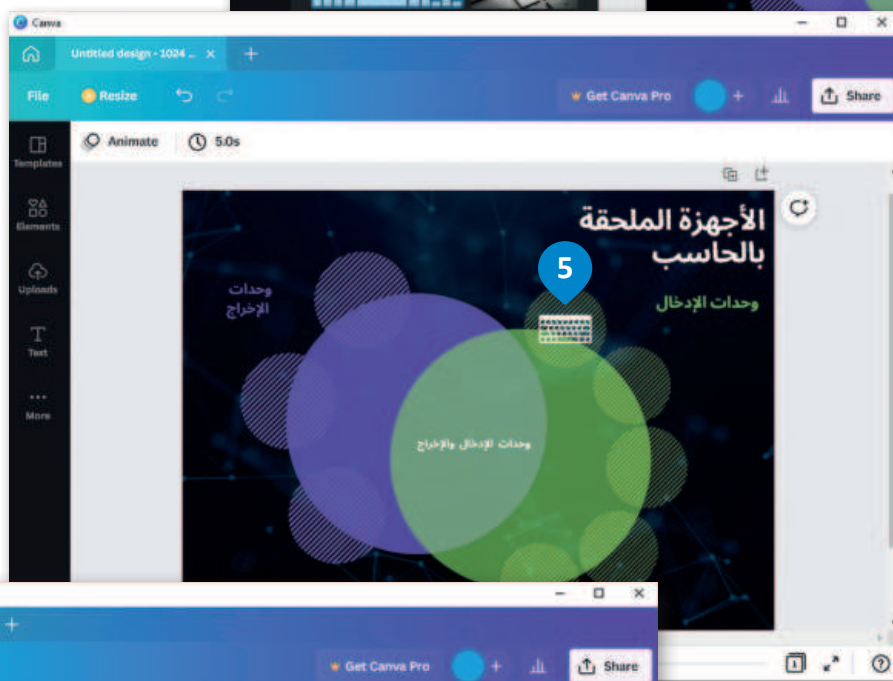 Canva
Untitled design - 1024 ...
File
Resize
Get Canva Pro
Share
Animate
5.0s
Templates
Elements
Uploads
Text
More
الأجهزة الملحقة
بالحاسب
5
وحدات
الإخراج
وحدات الإدخال
وحدات الإدخال والإخراج
1
Get Canva Pro
Share